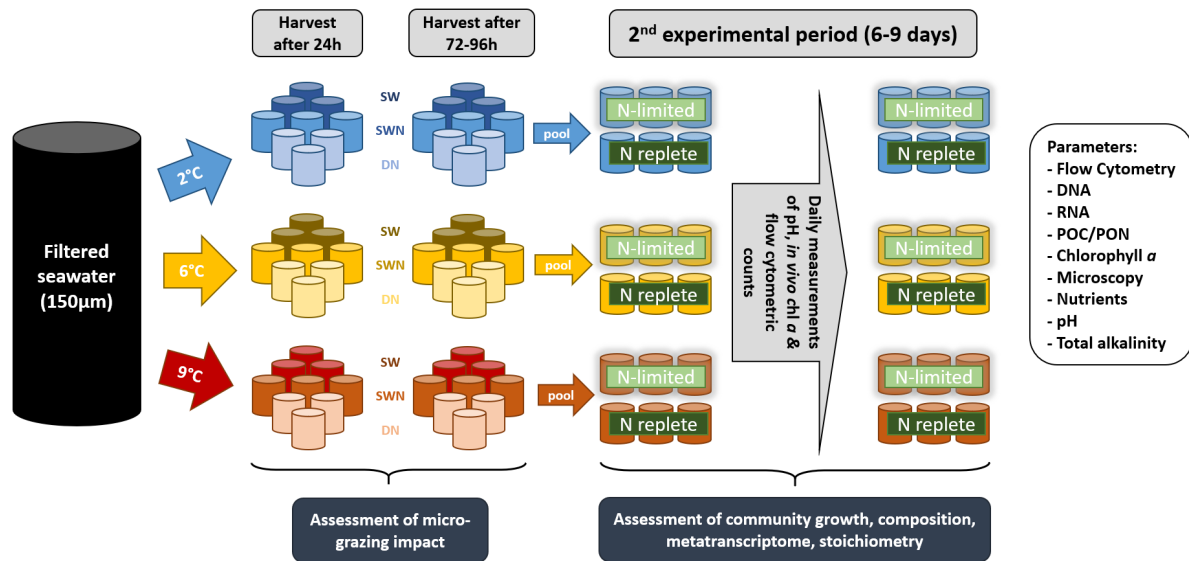 Harvest
after 24h
Harvest after
72-96h
2nd experimental period (6-9 days)
Filtered
seawater
(150µm)
2°C
SW
SWN
DN
pool
N-limited
N replete
N-limited
N replete
6°C
SW
SWN
DN
pool
N-limited
N replete
N-limited
N replete
9°C
SW
SWN
DN
pool
N-limited
N replete
N-limited
N replete
Daily measurements
of pH, in vivo chl a &
flow cytometric
counts
Parameters:
- Flow Cytometry
- DNA
- RNA
- POC/PON
- Chlorophyll a
- Microscopy
- Nutrients
- pH
- Total alkalinity
Assessment of micro-
grazing impact
Assessment of community growth, composition,
metatranscriptome, stoichiometry